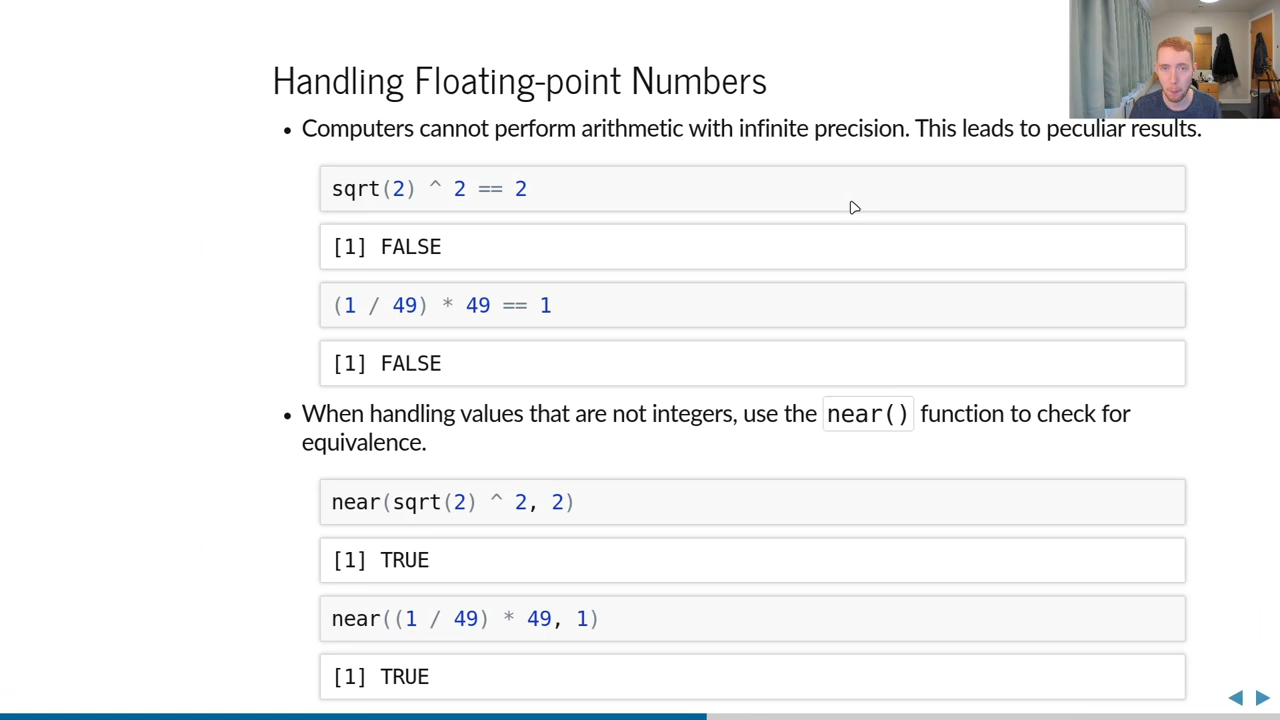 Handling Floating-point Numbers
• Computers cannot perform arithmetic with infinite precision. This leads to peculiar results.
sqrt(2) ^ 2 == 2
[1] FALSE
(1 / 49) * 49 == 1
[1] FALSE
• When handling values that are not integers, use the near() function to check for
equivalence.
near(sqrt(2) ^ 2, 2)
[1] TRUE
near((1 / 49) * 49, 1)
[1] TRUE